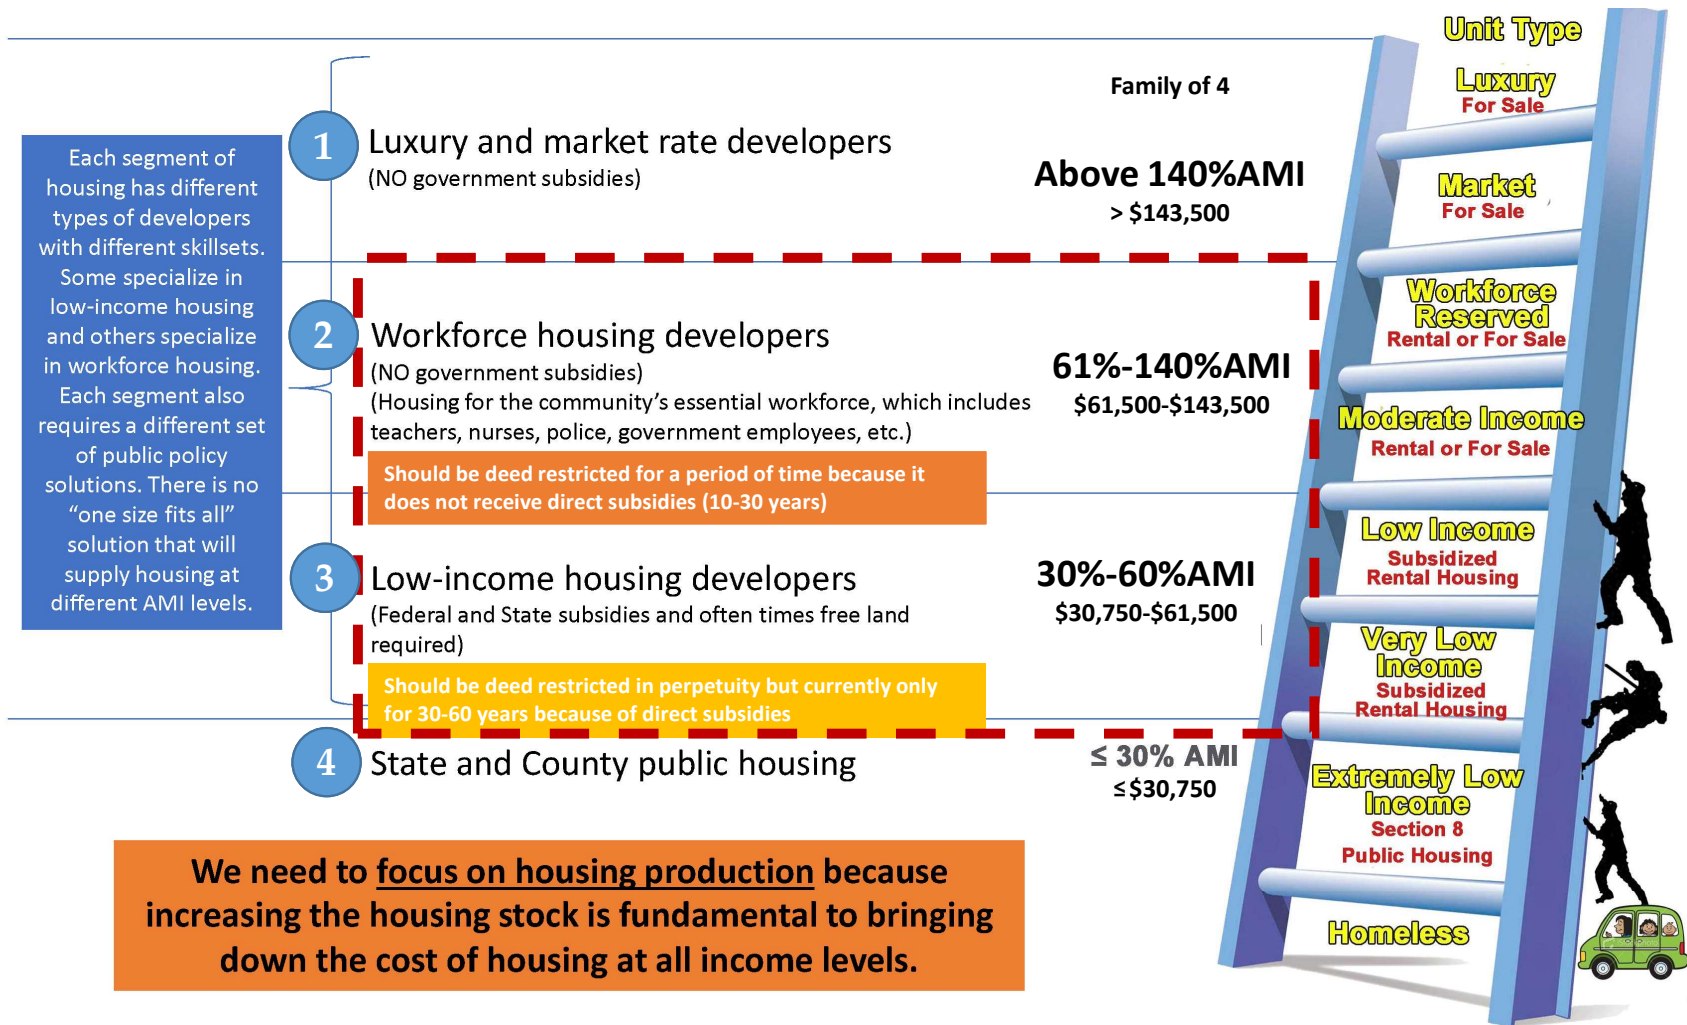 Each segment of
housing has different
types of developers
with different skillsets.
Some specialize in
low-income housing
and others specialize
in workforce housing.
Each segment also
requires a different set
of public policy
solutions. There is no
“one size fits all”
solution that will
supply housing at
different AMI levels.
Family of 4
1
Luxury and market rate developers
(NO government subsidies)
Above 140%AMI
> $143,500
2
Workforce housing developers
(NO government subsidies)
(Housing for the community’s essential workforce, which includes
teachers, nurses, police, government employees, etc.)
61%-140%AMI
$61,500-$143,500
Should be deed restricted for a period of time because it
does not receive direct subsidies (10-30 years)
3
Low-income housing developers
(Federal and State subsidies and often times free land
required)
30%-60%AMI
$30,750-$61,500
Should be deed restricted in perpetuity but currently only
for 30-60 years because of direct subsidies
4
State and County public housing
≤ 30% AMI
≤ $30,750
We need to focus on housing production because
increasing the housing stock is fundamental to bringing
down the cost of housing at all income levels.
Unit Type
Luxury
For Sale
Market
For Sale
Workforce
Reserved
Rental or For Sale
Moderate Income
Rental or For Sale
Low Income
Subsidized
Rental Housing
Very Low
Income
Subsidized
Rental Housing
Extremely Low
Income
Section 8
Public Housing
Homeless